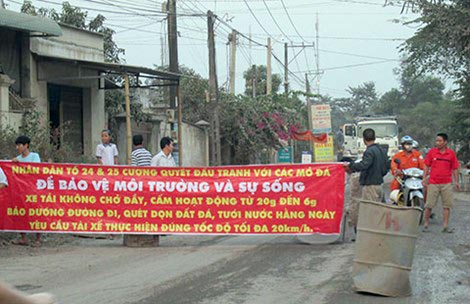 NHÂN DÂN TỔ 24 & 25 CƯƠNG QUYẾT ĐẤU TRANH VỚI CÁC MỎ ĐÁ
ĐỂ BẢO VỆ MÔI TRƯỜNG VÀ SỰ SỐNG
XE TẢI KHÔNG CHỞ ĐẦY, CẤM HOẠT ĐỘNG TỪ 20g ĐẾN 6g
BẢO DƯỠNG ĐƯỜNG ĐI, QUÉT DỌN ĐẤT ĐÁ, TƯỚI NƯỚC HÀNG NGÀY
YÊU CẦU TÀI XẾ THỰC HIỆN ĐÚNG TỐC ĐỘ TỐI ĐA 20km/h.